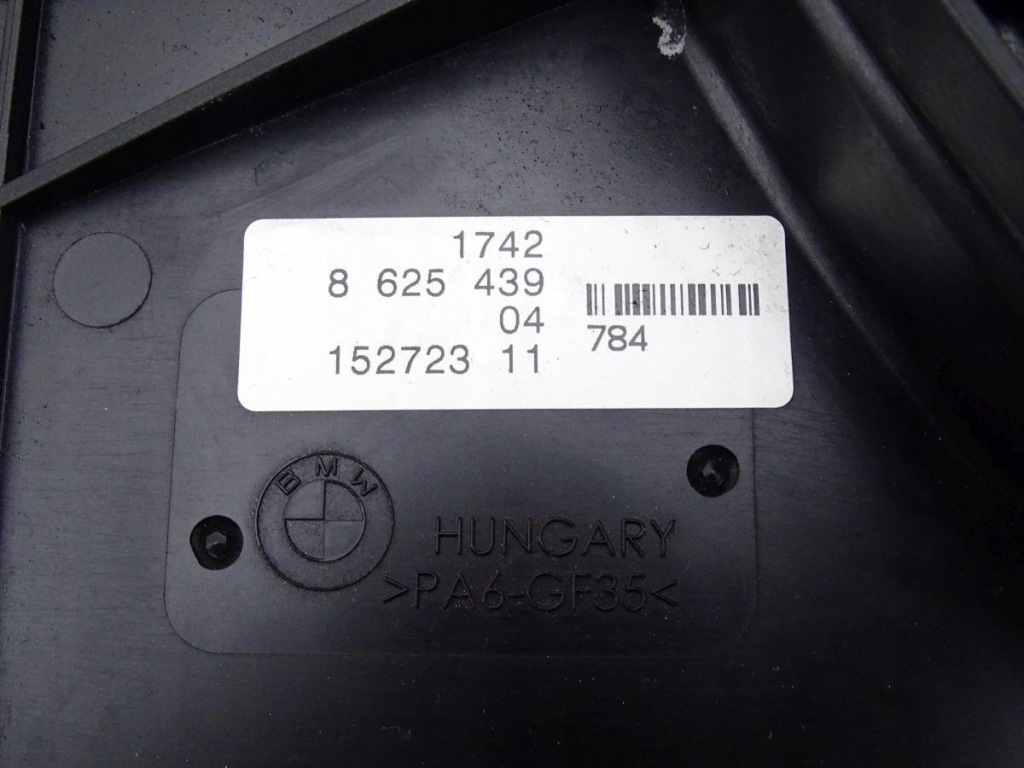 1742
8 625 439
04
152723 11
784
BMW
HUNGARY
>PA6-GF35<